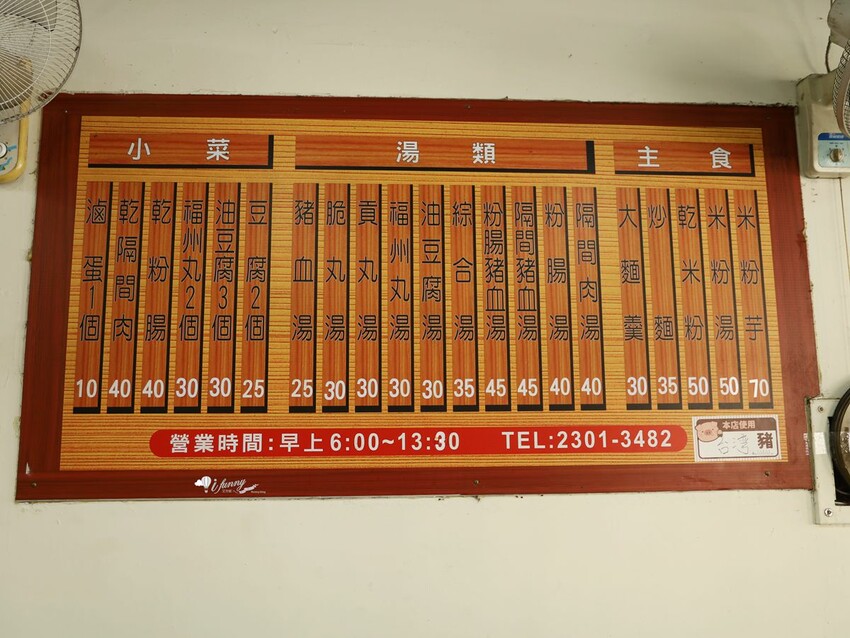 主食
米粉芋 70
米粉湯 50
乾米粉 50
炒麵 35
大麵羹 30
湯類
隔間肉湯 40
粉腸湯 40
隔間豬血湯 45
粉腸豬血湯 45
綜合湯 35
油豆腐湯 30
福州丸湯 30
貢丸湯 30
脆丸湯 30
豬血湯 25
小菜
豆腐2個 25
油豆腐3個 30
福州丸2個 30
乾粉腸 40
乾隔間肉 40
滷蛋1個 10
營業時間:早上6:00~13:30 TEL:2301-3482
本店使用
台灣豬
ifunny